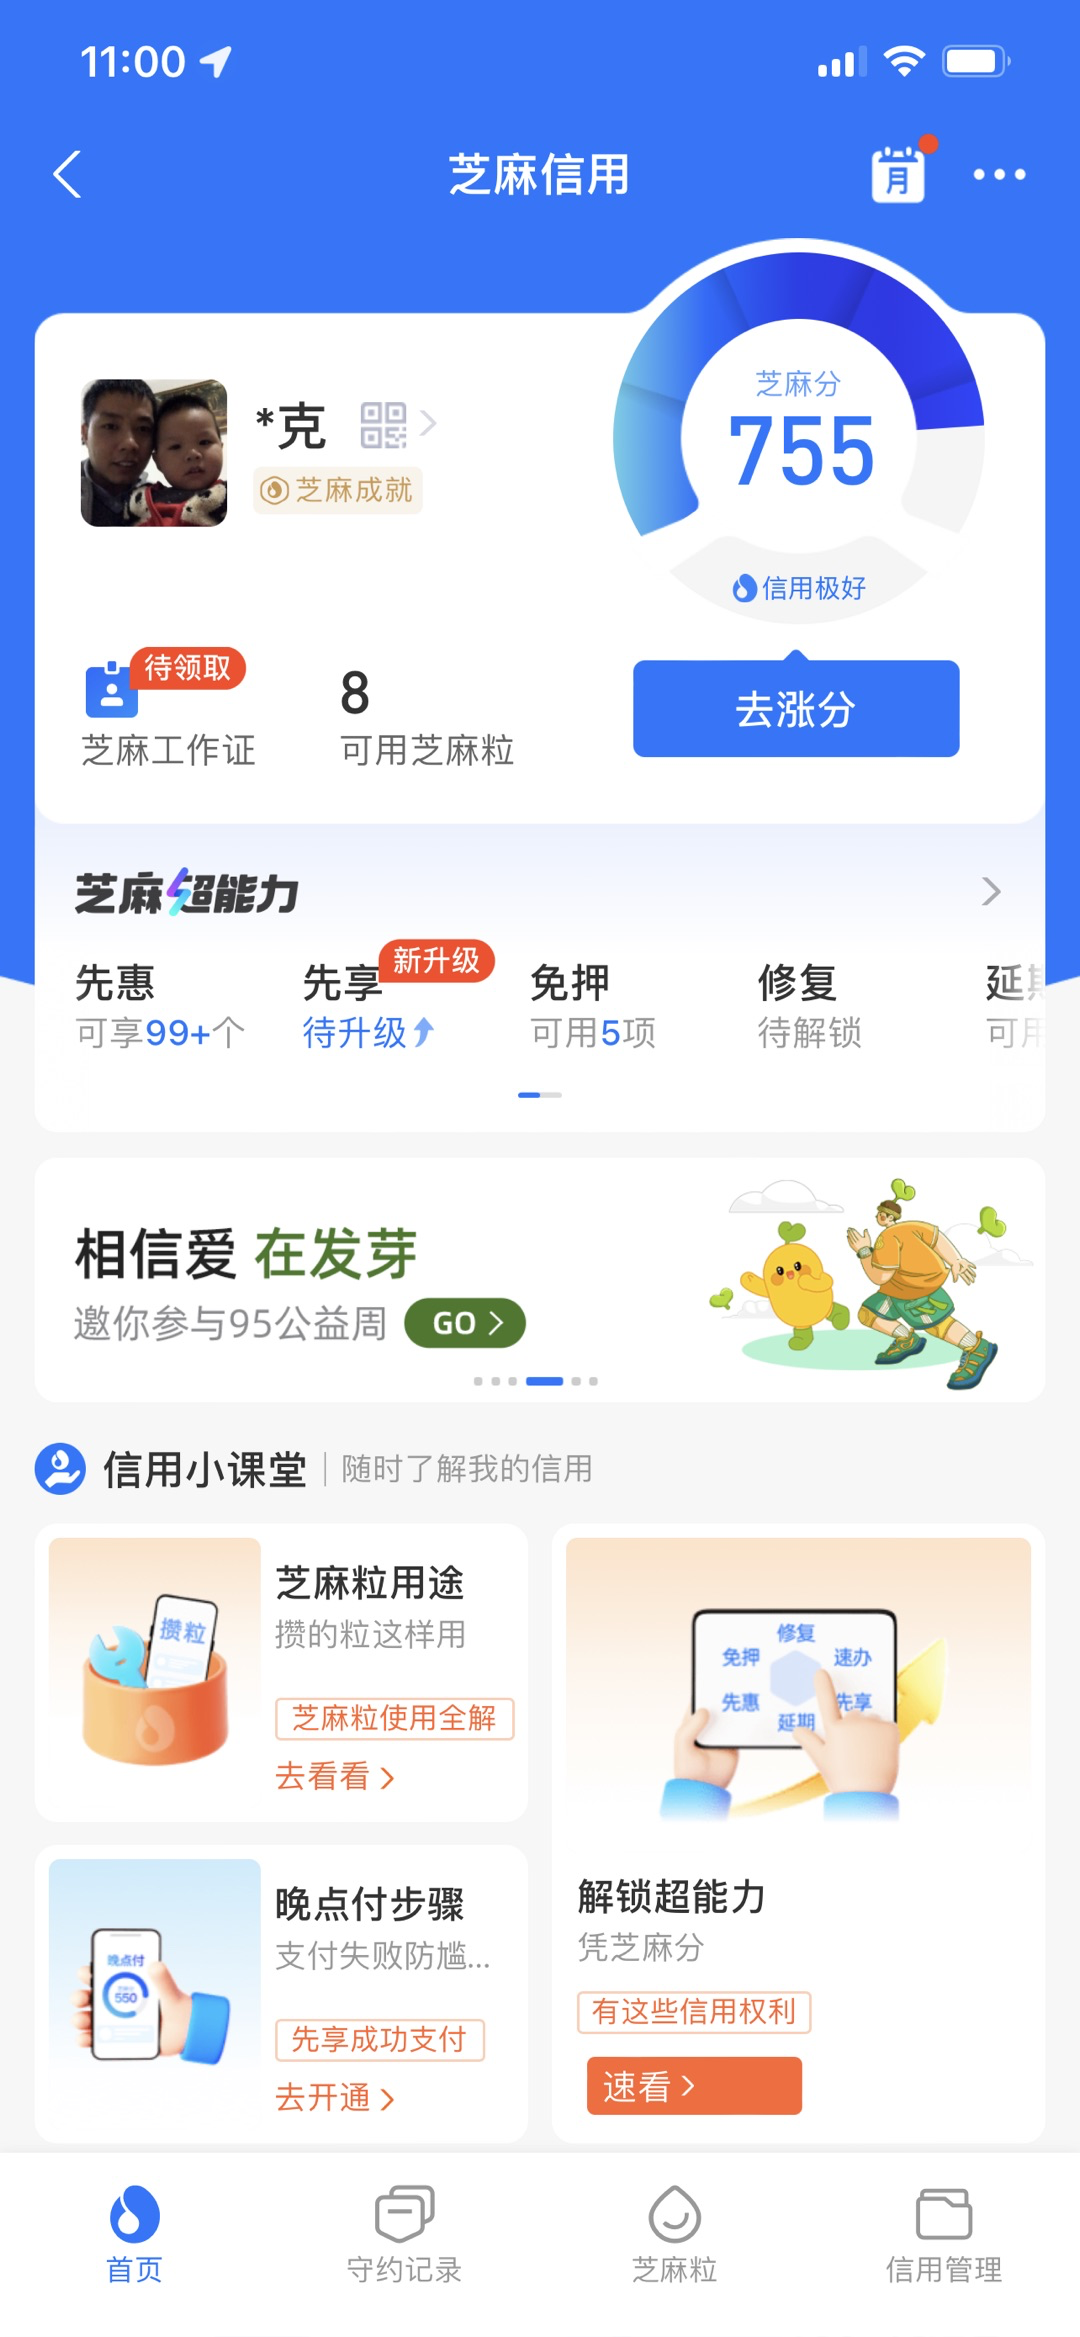 11:00
芝麻信用
月
芝麻分
755
信用极好
*克
芝麻成就
待领取
芝麻工作证
8
可用芝麻粒
去涨分
芝麻超能力
先惠
可享99+个
先享
新升级
待升级
免押
可用5项
修复
待解锁
延期
可用
相信爱 在发芽
邀你参与95公益周
GO
信用小课堂
随时了解我的信用
攒粒
芝麻粒用途
攒的粒这样用
芝麻粒使用全解
去看看
晚点付
550
晚点付步骤
支付失败防尴...
先享成功支付
去开通
修复
免押
速办
先惠
先享
延期
解锁超能力
凭芝麻分
有这些信用权利
速看
首页
守约记录
芝麻粒
信用管理